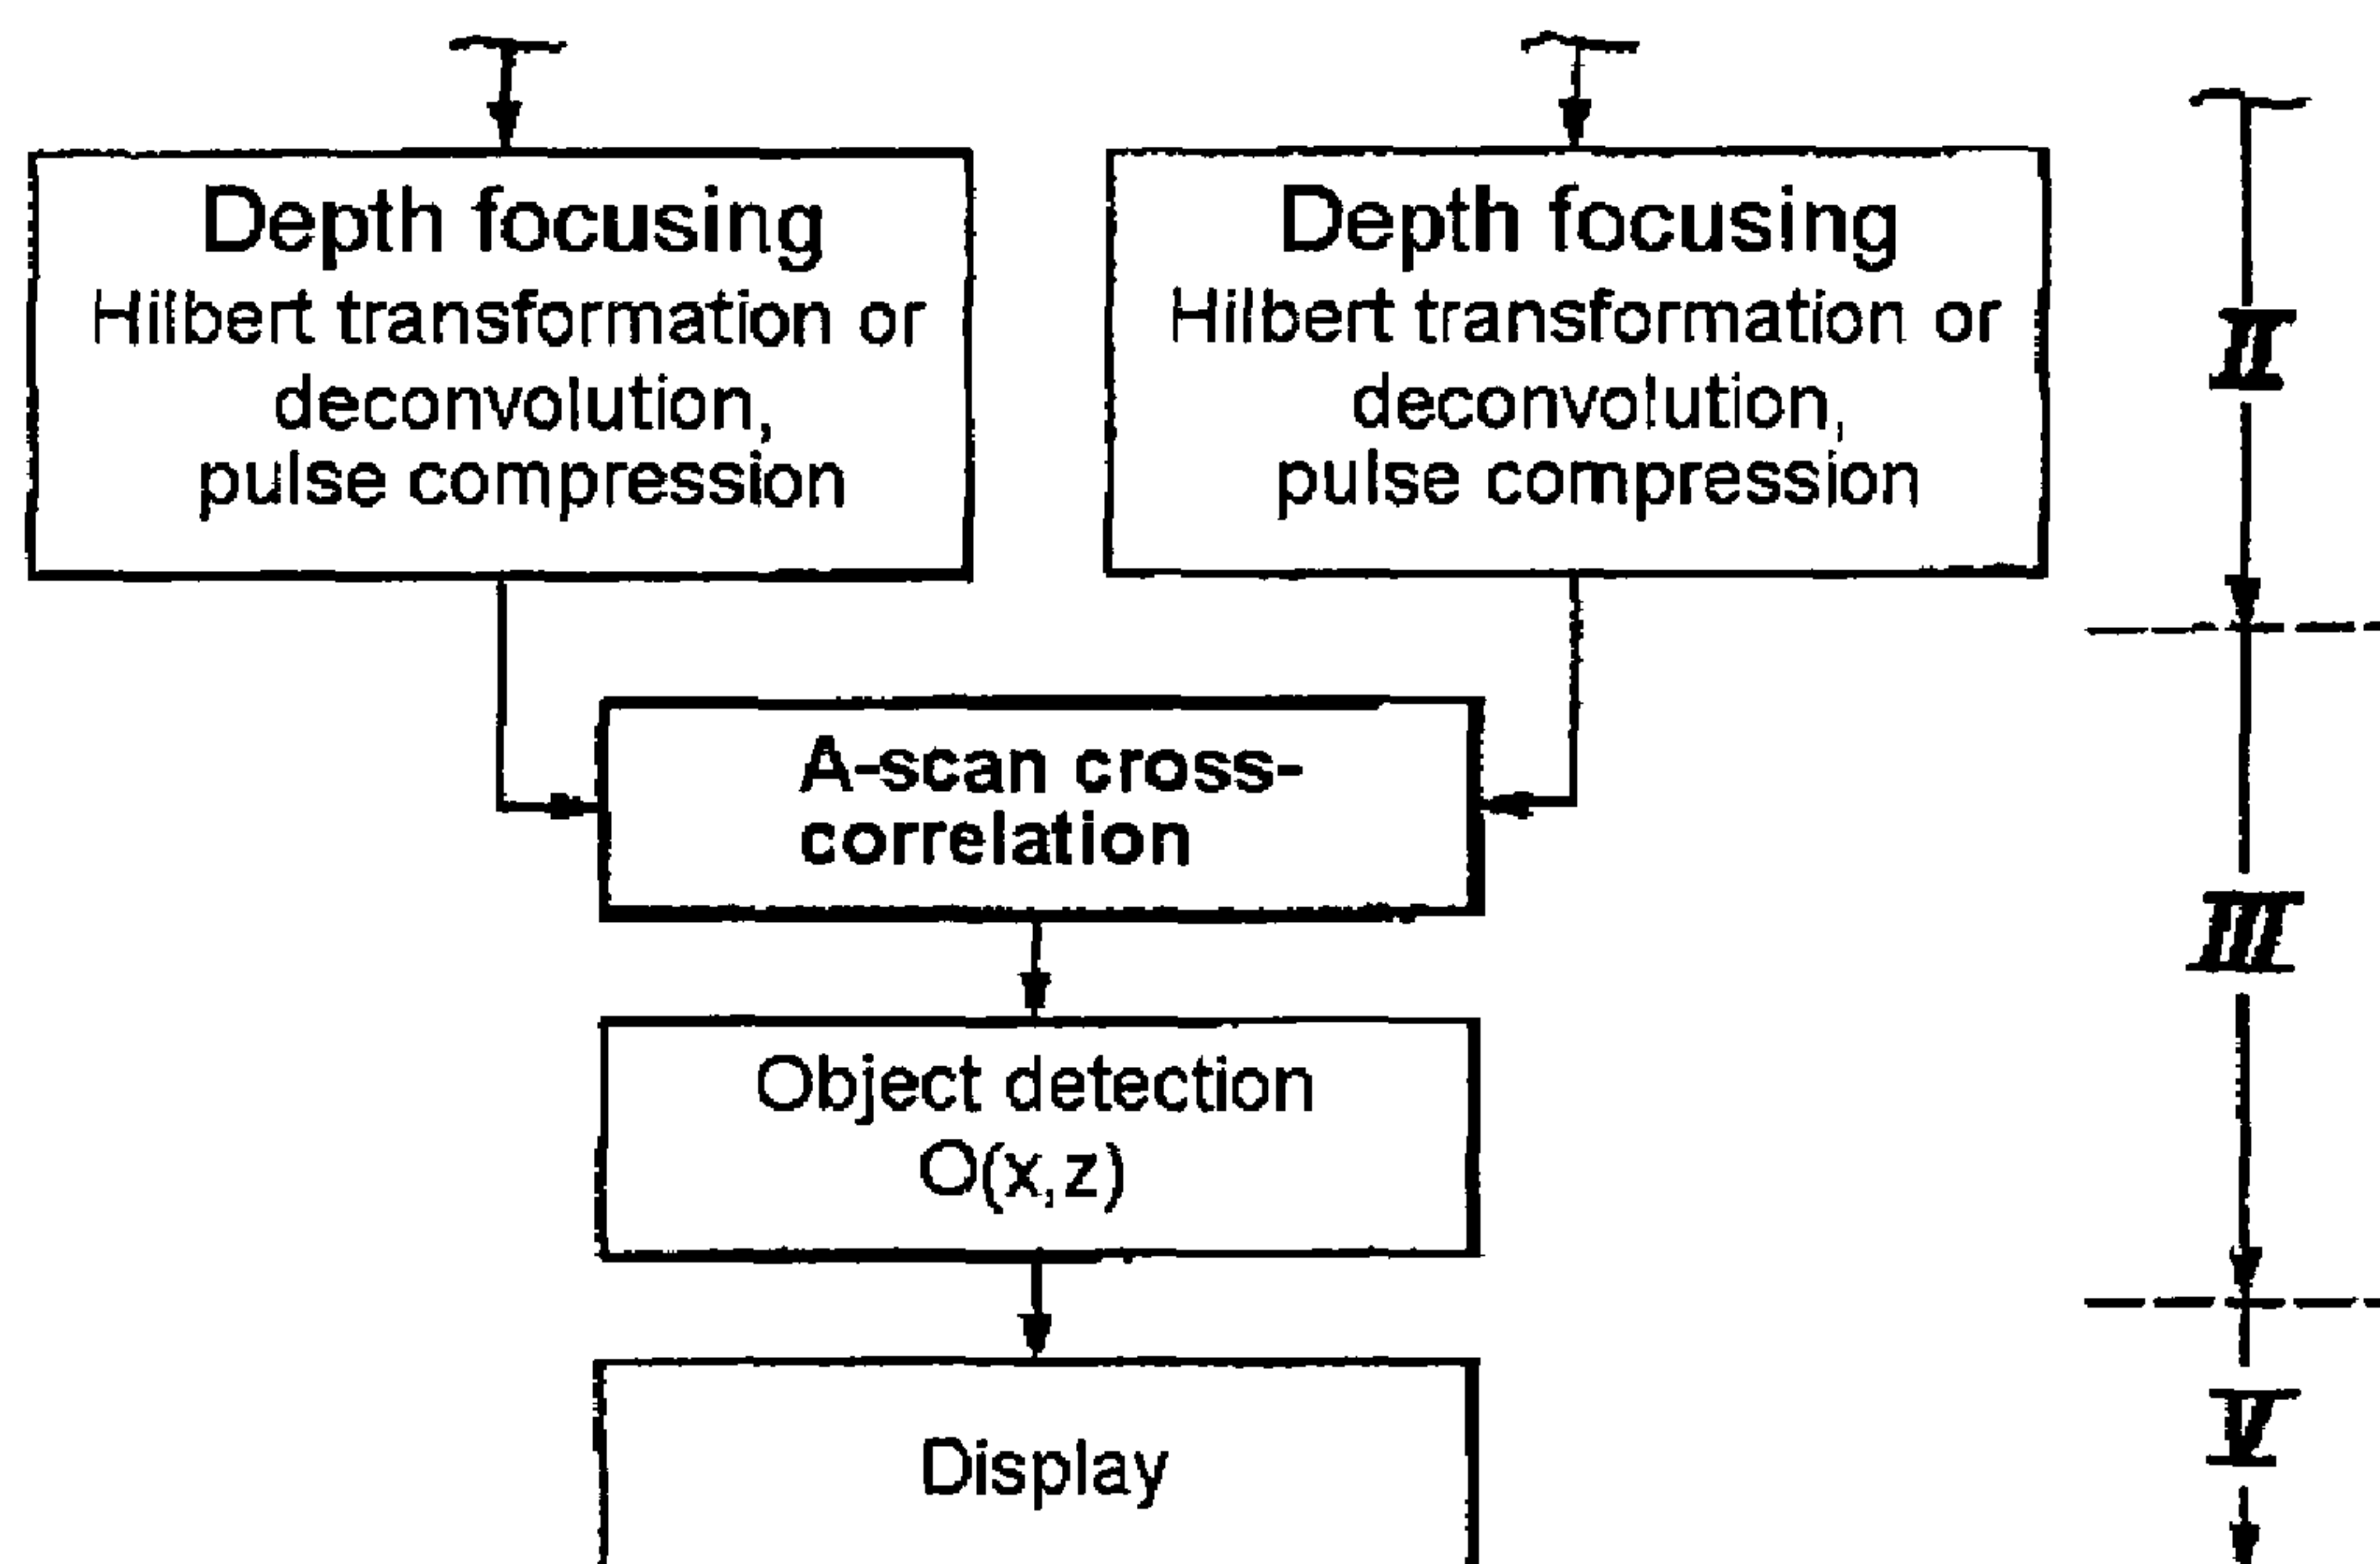 Depth focusing
Hilbert transformation or
deconvolution,
pulse compression
Depth focusing
Hilbert transformation or
deconvolution,
pulse compression
II
A-scan cross-
correlation
III
Object detection
O(x,z)
Display
V